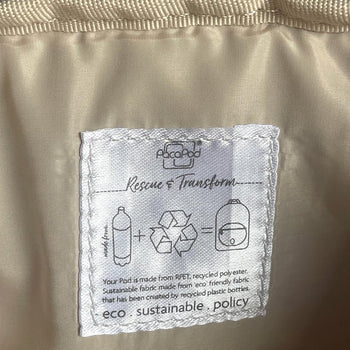 PacaPod
Rescue & Transform
made from
Your Pod is made from RPET, recycled polyester.
Sustainable fabric made from 'eco' friendly fabric
that has been created by recycled plastic bottles.
- eco . sustainable . policy